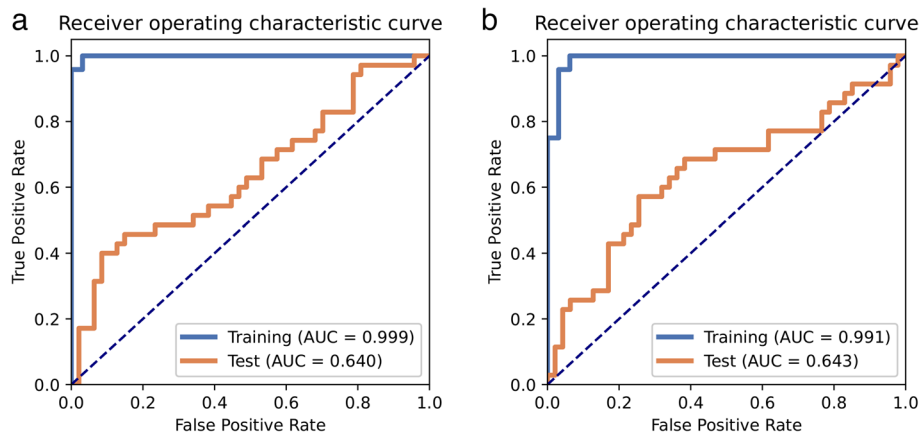 a
Receiver operating characteristic curve
1.0
0.8
0.6
0.4
0.2
0.0
True Positive Rate
Training (AUC = 0.999)
Test (AUC = 0.640)
0.0 0.2 0.4 0.6 0.8 1.0
False Positive Rate
b
Receiver operating characteristic curve
1.0
0.8
0.6
0.4
0.2
0.0
True Positive Rate
Training (AUC = 0.991)
Test (AUC = 0.643)
0.0 0.2 0.4 0.6 0.8 1.0
False Positive Rate